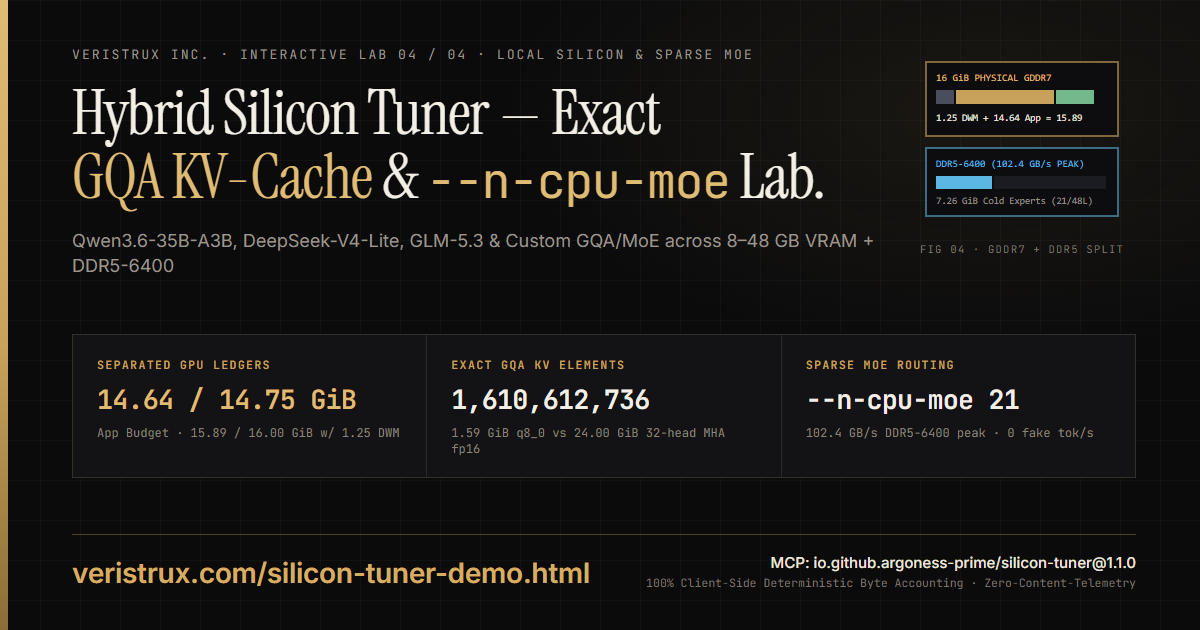 VERISTRUX INC. · INTERACTIVE LAB 04 / 04 · LOCAL SILICON & SPARSE MOE
Hybrid Silicon Tuner — Exact
GQA KV-Cache & --n-cpu-moe Lab.
Qwen3.6-35B-A3B, DeepSeek-V4-Lite, GLM-5.3 & Custom GQA/MoE across 8–48 GB VRAM +
DDR5-6400
16 GiB PHYSICAL GDDR7
1.25 DWM + 14.64 App = 15.89
DDR5-6400 (102.4 GB/s PEAK)
7.26 GiB Cold Experts (21/48L)
FIG 04 · GDDR7 + DDR5 SPLIT
SEPARATED GPU LEDGERS
14.64 / 14.75 GiB
App Budget · 15.89 / 16.00 GiB w/ 1.25 DWM
EXACT GQA KV ELEMENTS
1,610,612,736
1.59 GiB q8_0 vs 24.00 GiB 32-head MHA
fp16
SPARSE MOE ROUTING
--n-cpu-moe 21
102.4 GB/s DDR5-6400 peak · 0 fake tok/s
veristrux.com/silicon-tuner-demo.html
MCP: io.github.argoness-prime/silicon-tuner@1.1.0
100% Client-Side Deterministic Byte Accounting · Zero-Content-Telemetry